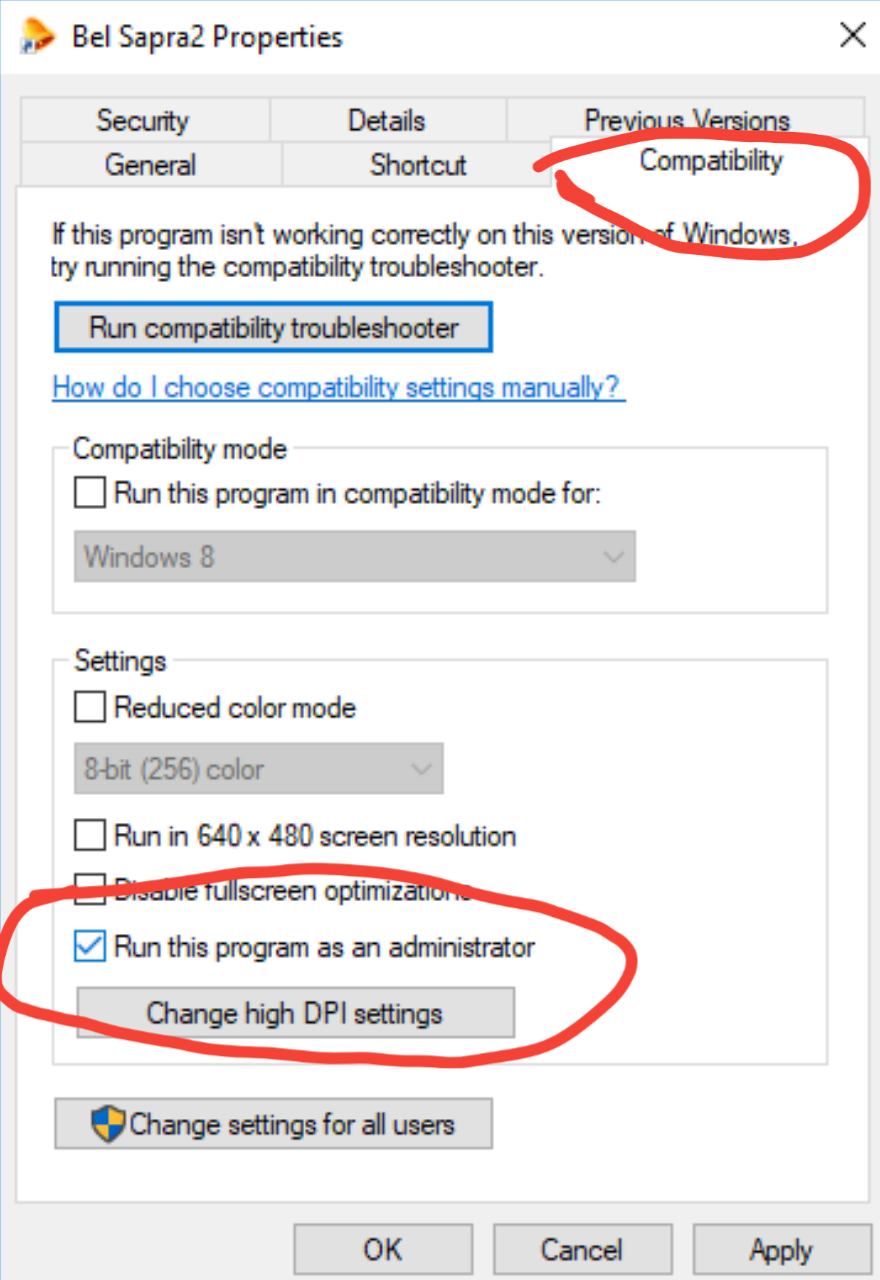 Bel Sapra2 Properties
Security Details Previous Versions
General Shortcut Compatibility
If this program isn't working correctly on this version of Windows,
try running the compatibility troubleshooter.
Run compatibility troubleshooter
How do I choose compatibility settings manually?
Compatibility mode
Run this program in compatibility mode for:
Windows 8
Settings
Reduced color mode
8-bit (256) color
Run in 640 x 480 screen resolution
Disable fullscreen optimizations
Run this program as an administrator
Change high DPI settings
Change settings for all users
OK Cancel Apply